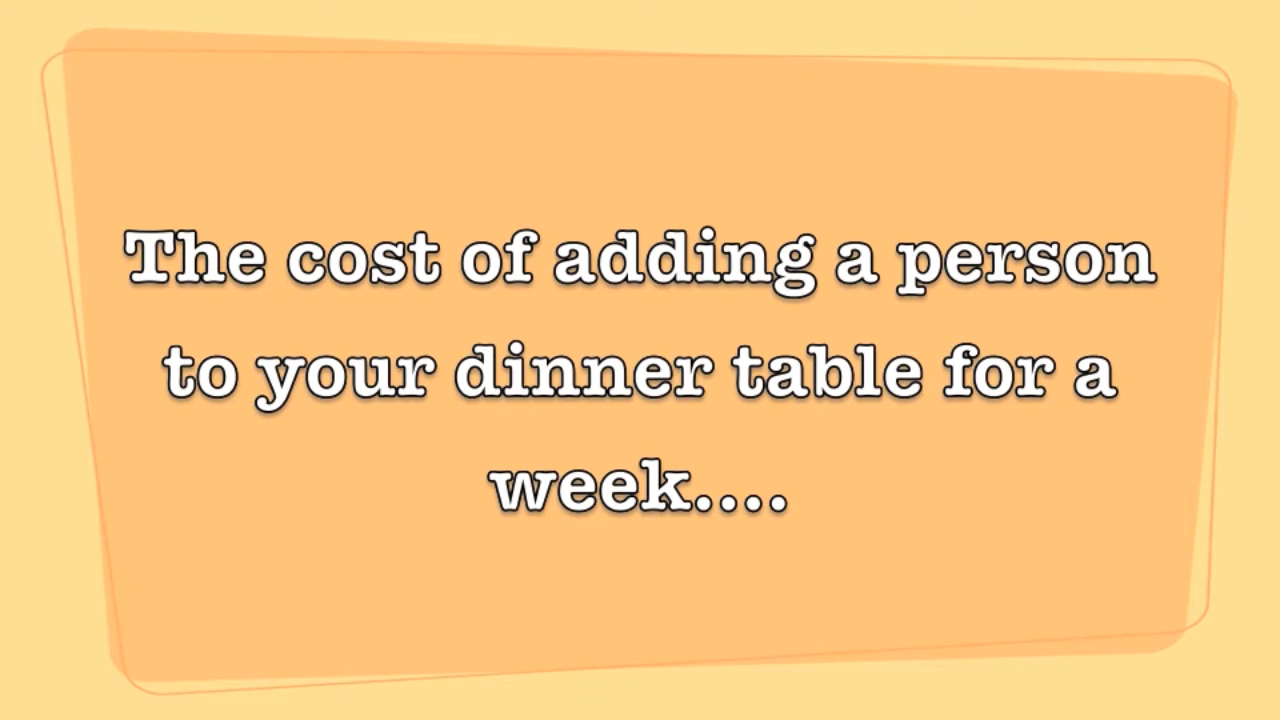 The cost of adding a person
to your dinner table for a
week....